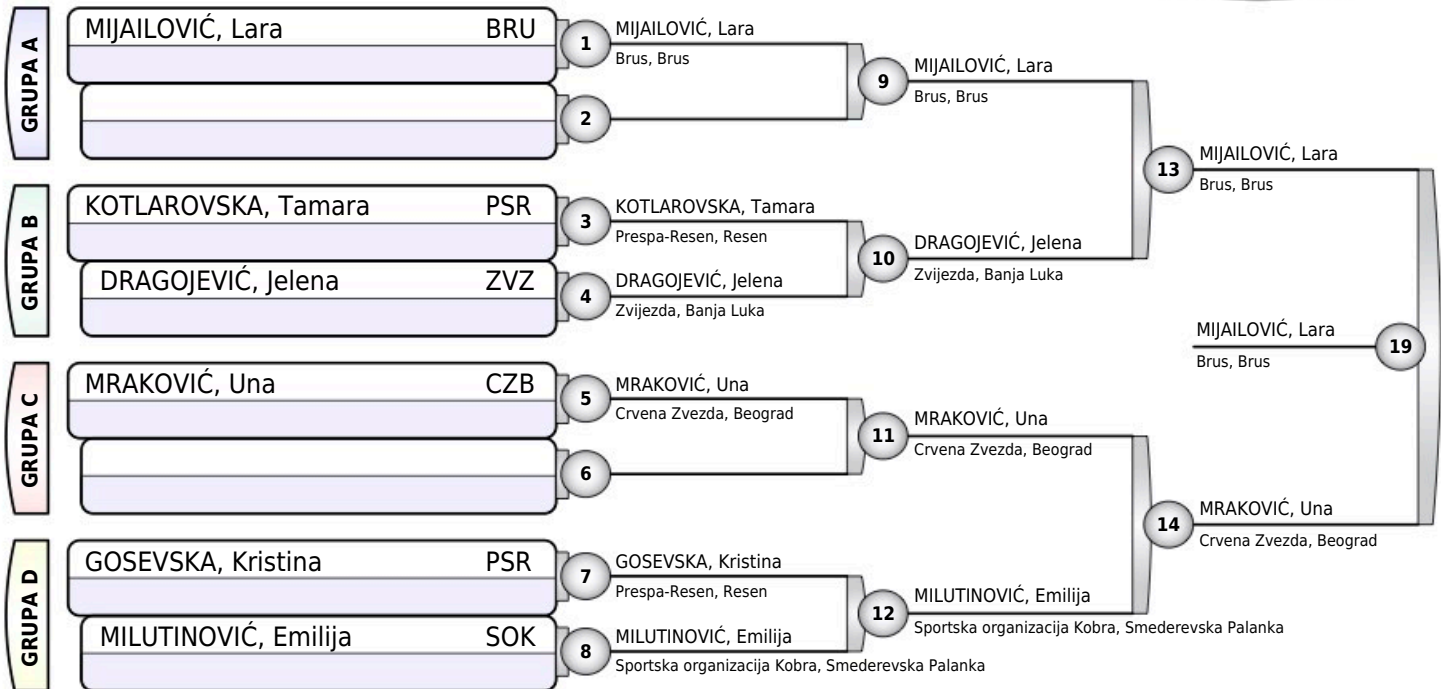 GRUPA A
MIJAILOVIĆ, Lara BRU
1
MIJAILOVIĆ, Lara
Brus, Brus
2
9
MIJAILOVIĆ, Lara
Brus, Brus
GRUPA B
KOTLAROVSKA, Tamara PSR
3
KOTLAROVSKA, Tamara
Prespa-Resen, Resen
DRAGOJEVIĆ, Jelena ZVZ
4
DRAGOJEVIĆ, Jelena
Zvijezda, Banja Luka
10
DRAGOJEVIĆ, Jelena
Zvijezda, Banja Luka
13
MIJAILOVIĆ, Lara
Brus, Brus
GRUPA C
MRAKOVIĆ, Una CZB
5
MRAKOVIĆ, Una
Crvena Zvezda, Beograd
6
11
MRAKOVIĆ, Una
Crvena Zvezda, Beograd
GRUPA D
GOSEVSKA, Kristina PSR
7
GOSEVSKA, Kristina
Prespa-Resen, Resen
MILUTINOVIĆ, Emilija SOK
8
MILUTINOVIĆ, Emilija
Sportska organizacija Kobra, Smederevska Palanka
12
MILUTINOVIĆ, Emilija
Sportska organizacija Kobra, Smederevska Palanka
14
MRAKOVIĆ, Una
Crvena Zvezda, Beograd
MIJAILOVIĆ, Lara
Brus, Brus
19